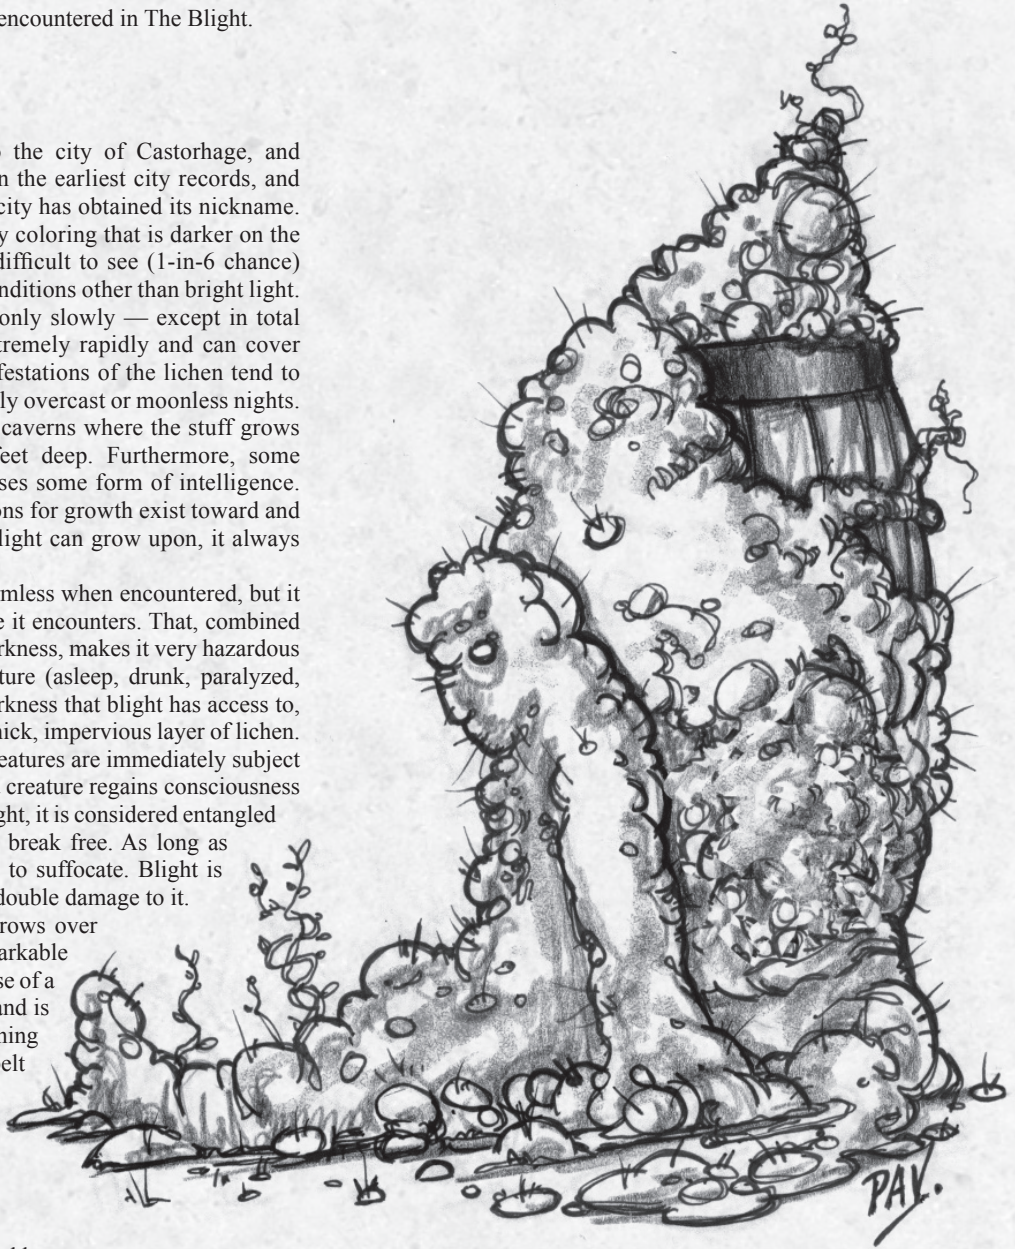 encountered in The Blight.
the city of Castorhage, and
the earliest city records, and
city has obtained its nickname.
coloring that is darker on the
difficult to see (1-in-6 chance)
nditions other than bright light.
only slowly — except in total
tremely rapidly and can cover
festations of the lichen tend to
ly overcast or moonless nights.
caverns where the stuff grows
feet deep. Furthermore, some
ses some form of intelligence.
ons for growth exist toward and
light can grow upon, it always
rmless when encountered, but it
e it encounters. That, combined
rkness, makes it very hazardous
ture (asleep, drunk, paralyzed,
rkness that blight has access to,
hick, impervious layer of lichen.
eatures are immediately subject
creature regains consciousness
ght, it is considered entangled
break free. As long as
to suffocate. Blight is
double damage to it.
rows over
arkable
se of a
and is
ning
elt
PAV.